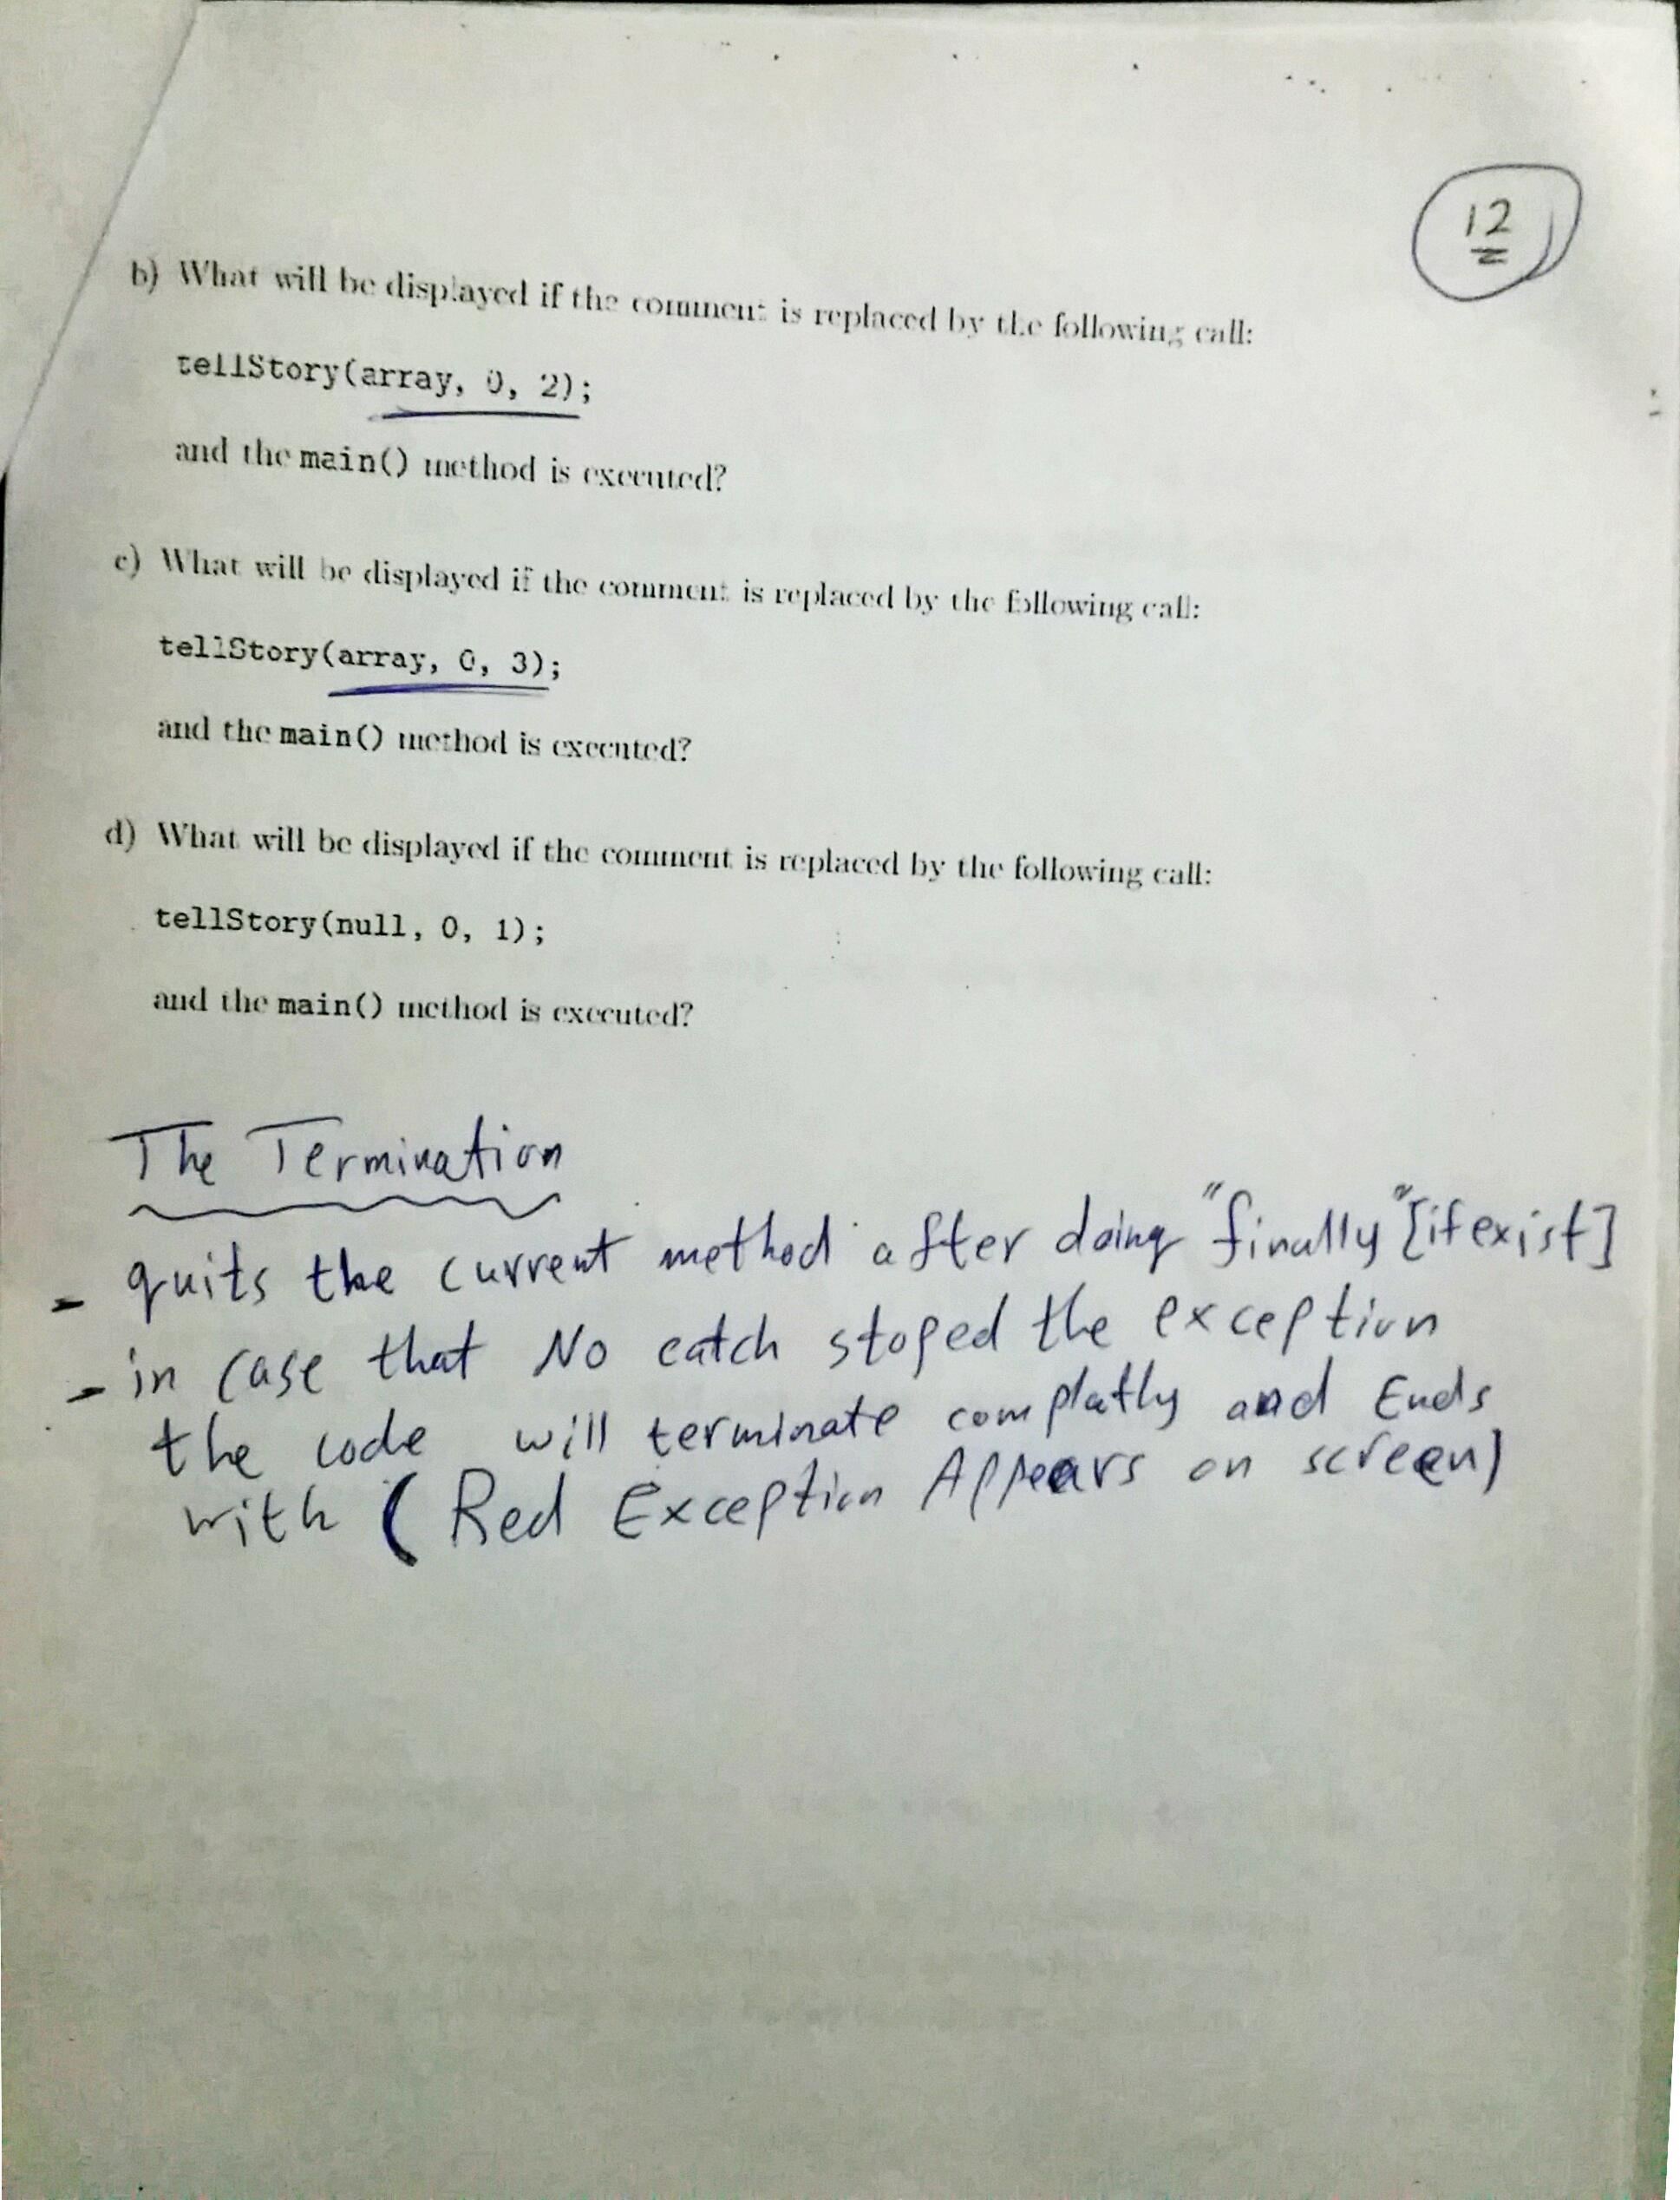 12
b) What will be displayed if the comment is replaced by the following call:
tellStory(array, 0, 2);
and the main() method is executed?
c) What will be displayed if the comment is replaced by the following call:
tellStory(array, 0, 3);
and the main() method is executed?
d) What will be displayed if the comment is replaced by the following call:
tellStory(null, 0, 1);
and the main() method is executed?
The Termination
- quits the current method after doing "finally" [if exist]
- in case that No catch stoped the exception
the code will terminate complatly and Ends
with ( Red Exception Appears on screen)